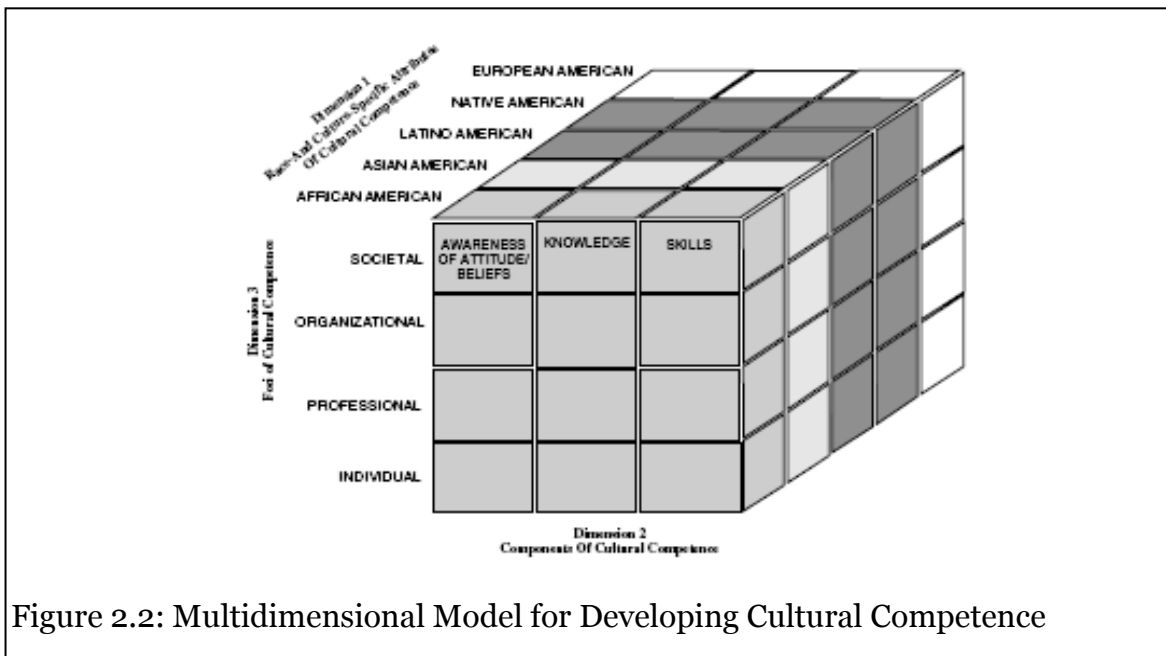 Dimension 1
Race-And Culture-Specific Attributes
Of Cultural Competence
EUROPEAN AMERICAN
NATIVE AMERICAN
LATINO AMERICAN
ASIAN AMERICAN
AFRICAN AMERICAN
Dimension 3
Foci of Cultural Competence
SOCIETAL
ORGANIZATIONAL
PROFESSIONAL
INDIVIDUAL
AWARENESS
OF ATTITUDE/
BELIEFS
KNOWLEDGE
SKILLS
Dimension 2
Components Of Cultural Competence
Figure 2.2: Multidimensional Model for Developing Cultural Competence